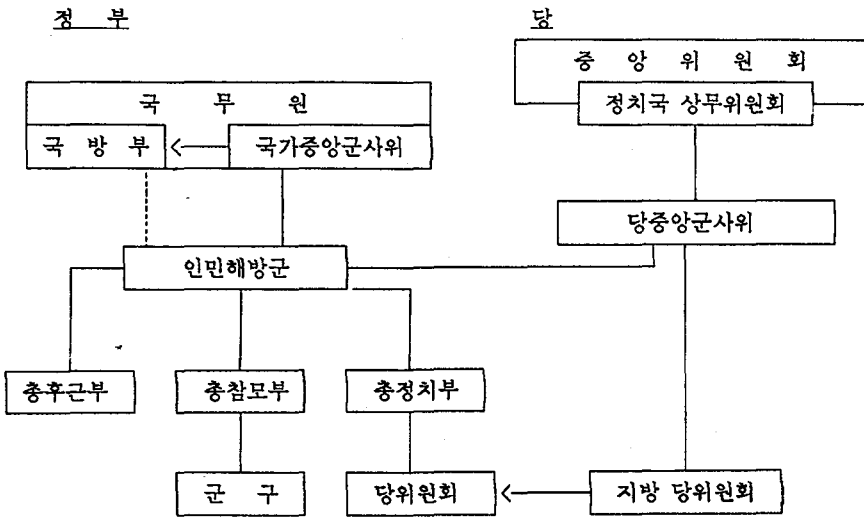 정 부
당
중 앙 위 원 회
정치국 상무위원회
국 무 원
국 방 부
국가중앙군사위
당중앙군사위
인민해방군
총후근부
총참모부
총정치부
군 구
당위원회
지방 당위원회